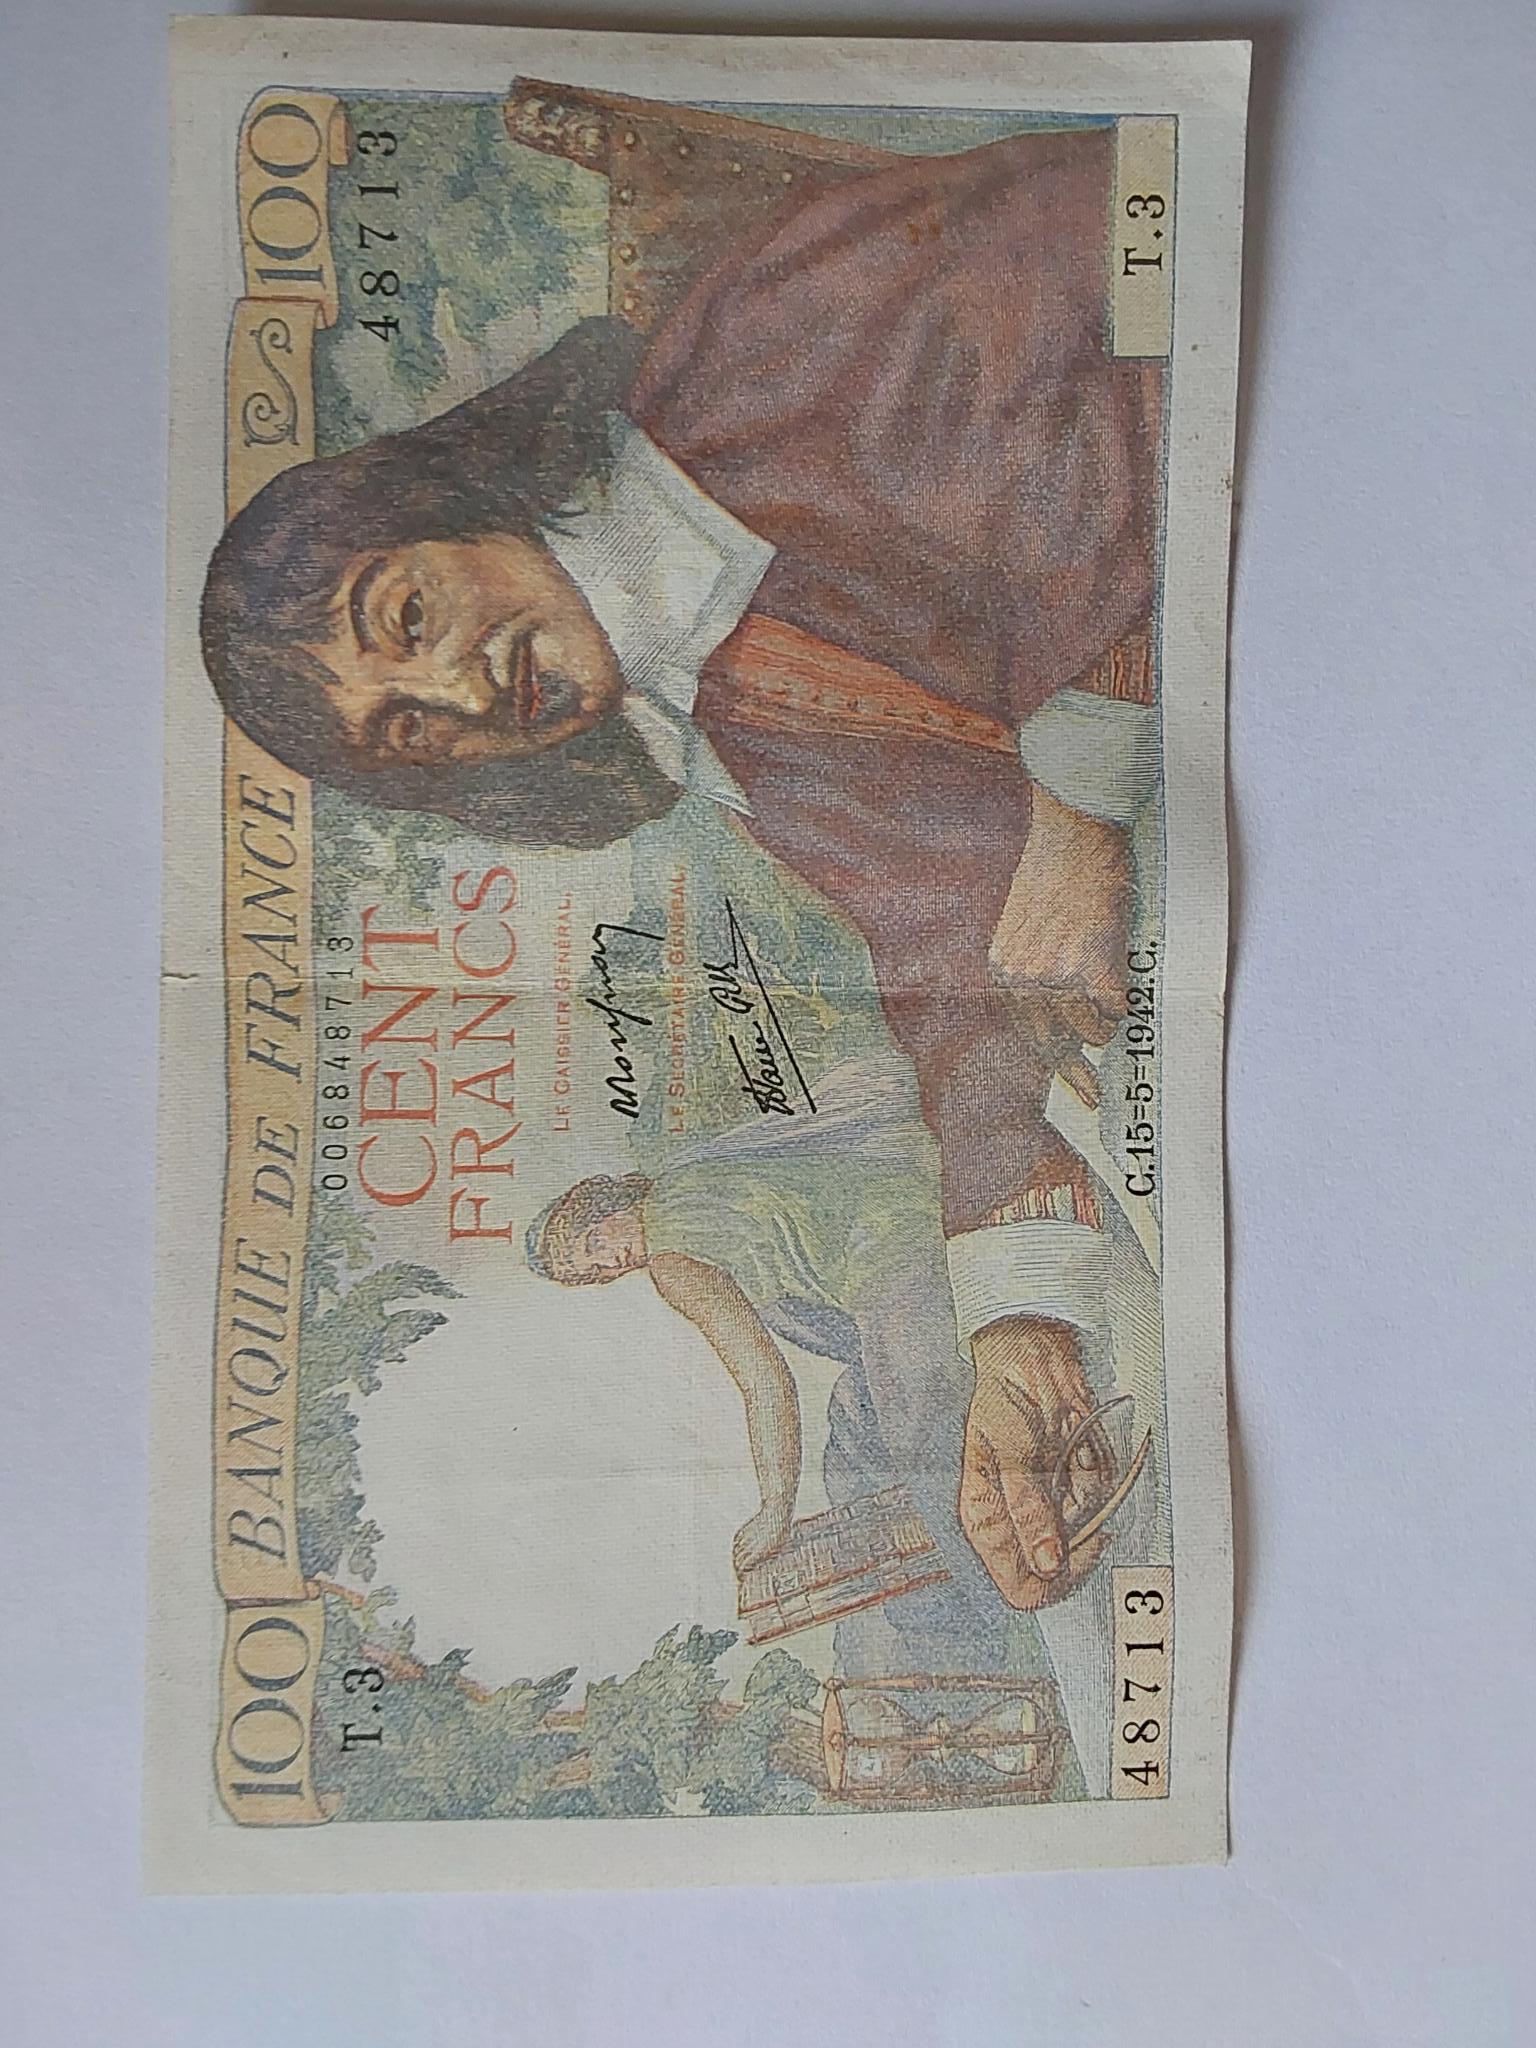 100 BANQUE DE FRANCE 100
T.3
006848713
48713
CENT
FRANCS
LE CAISSIER GÉNÉRAL,
LE SECRÉTAIRE GÉNÉRAL,
48713
C.15=5=1942.C.
T.3